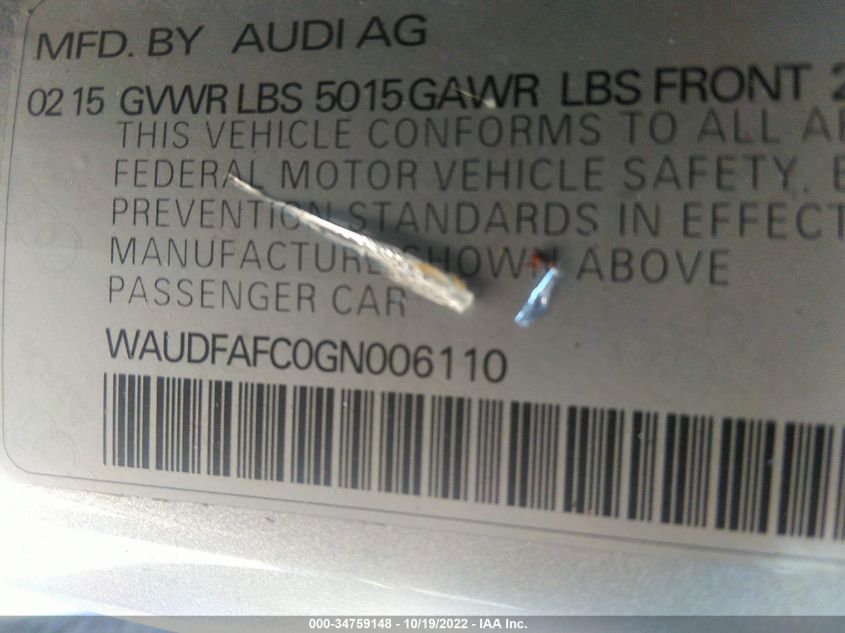 MFD. BY AUDI AG
02 15 GVWR LBS 5015 GAWR LBS FRONT 2
THIS VEHICLE CONFORMS TO ALL
FEDERAL MOTOR VEHICLE SAFETY,
PREVENTION STANDARDS IN EFFECT
MANUFACTURE SHOWN ABOVE
PASSENGER CAR
WAUDFAFC0GN006110
000-34759148 - 10/19/2022 - IAA Inc.